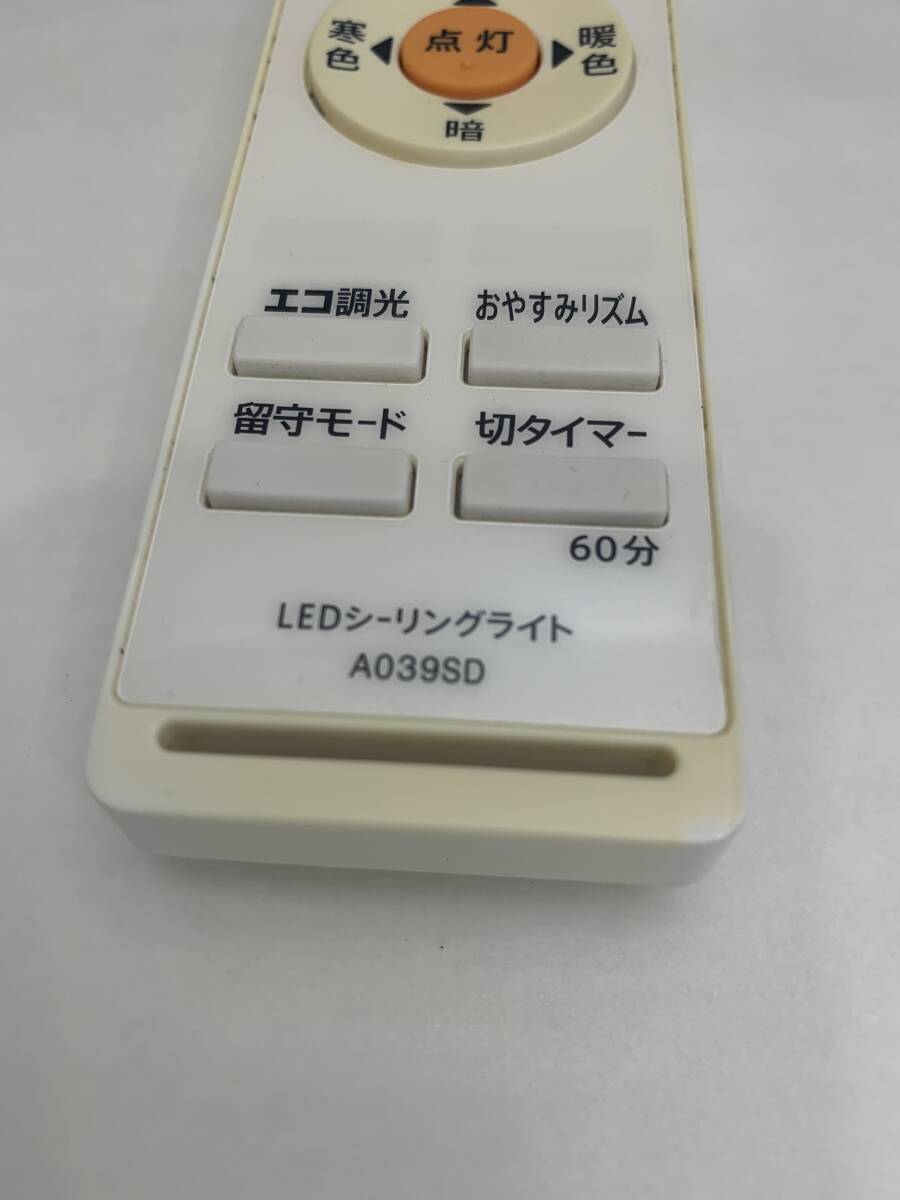 寒色
点灯
暖色
暗
エコ調光
おやすみリズム
留守モード
切タイマー
60分
LEDシーリングライト
A039SD